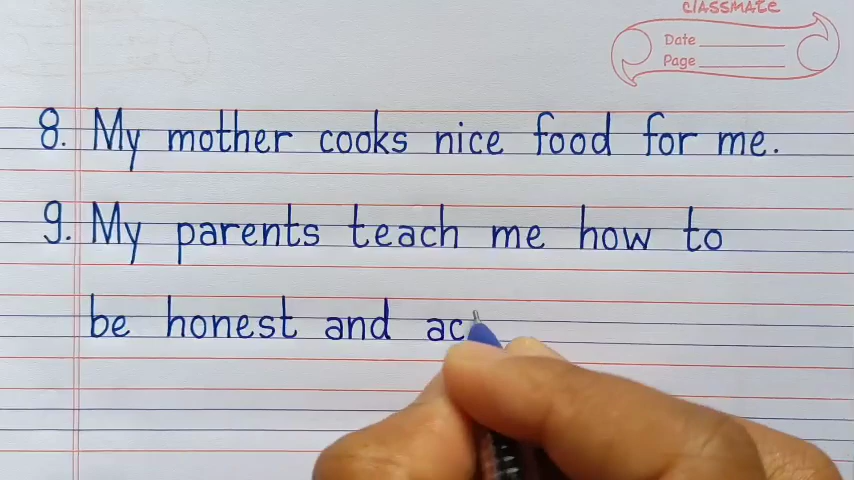 CLASSMATE
Date
Page
8. My mother cooks nice food for me.
9. My parents teach me how to
be honest and ac